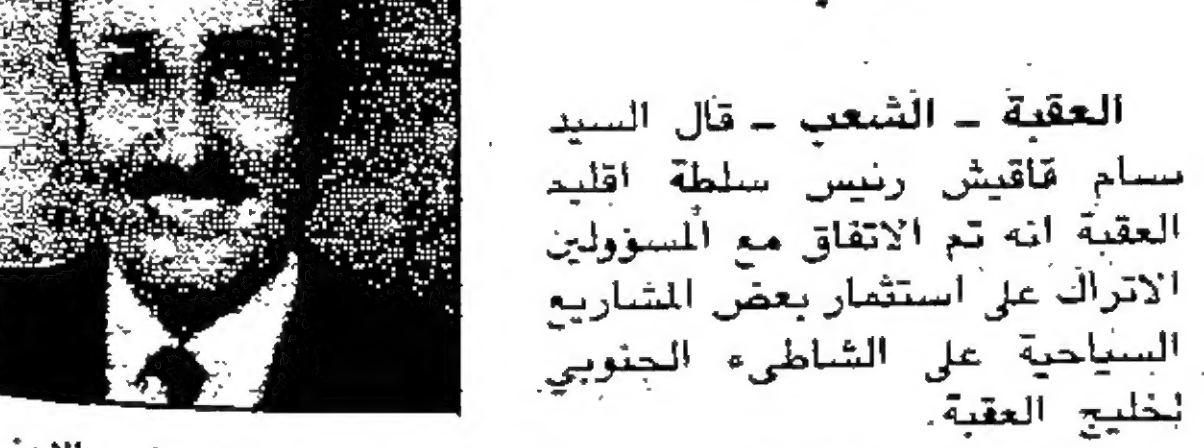 العقبة ـ الشعب ـ قال السيد
بسام قاقيش رئيس سلطة اقليم
العقبة انه تم الاتفاق مع المسؤولين
الاتراك على استثمار بعض المشاريع
السياحية على الشاطىء الجنوبي
لخليج العقبة.